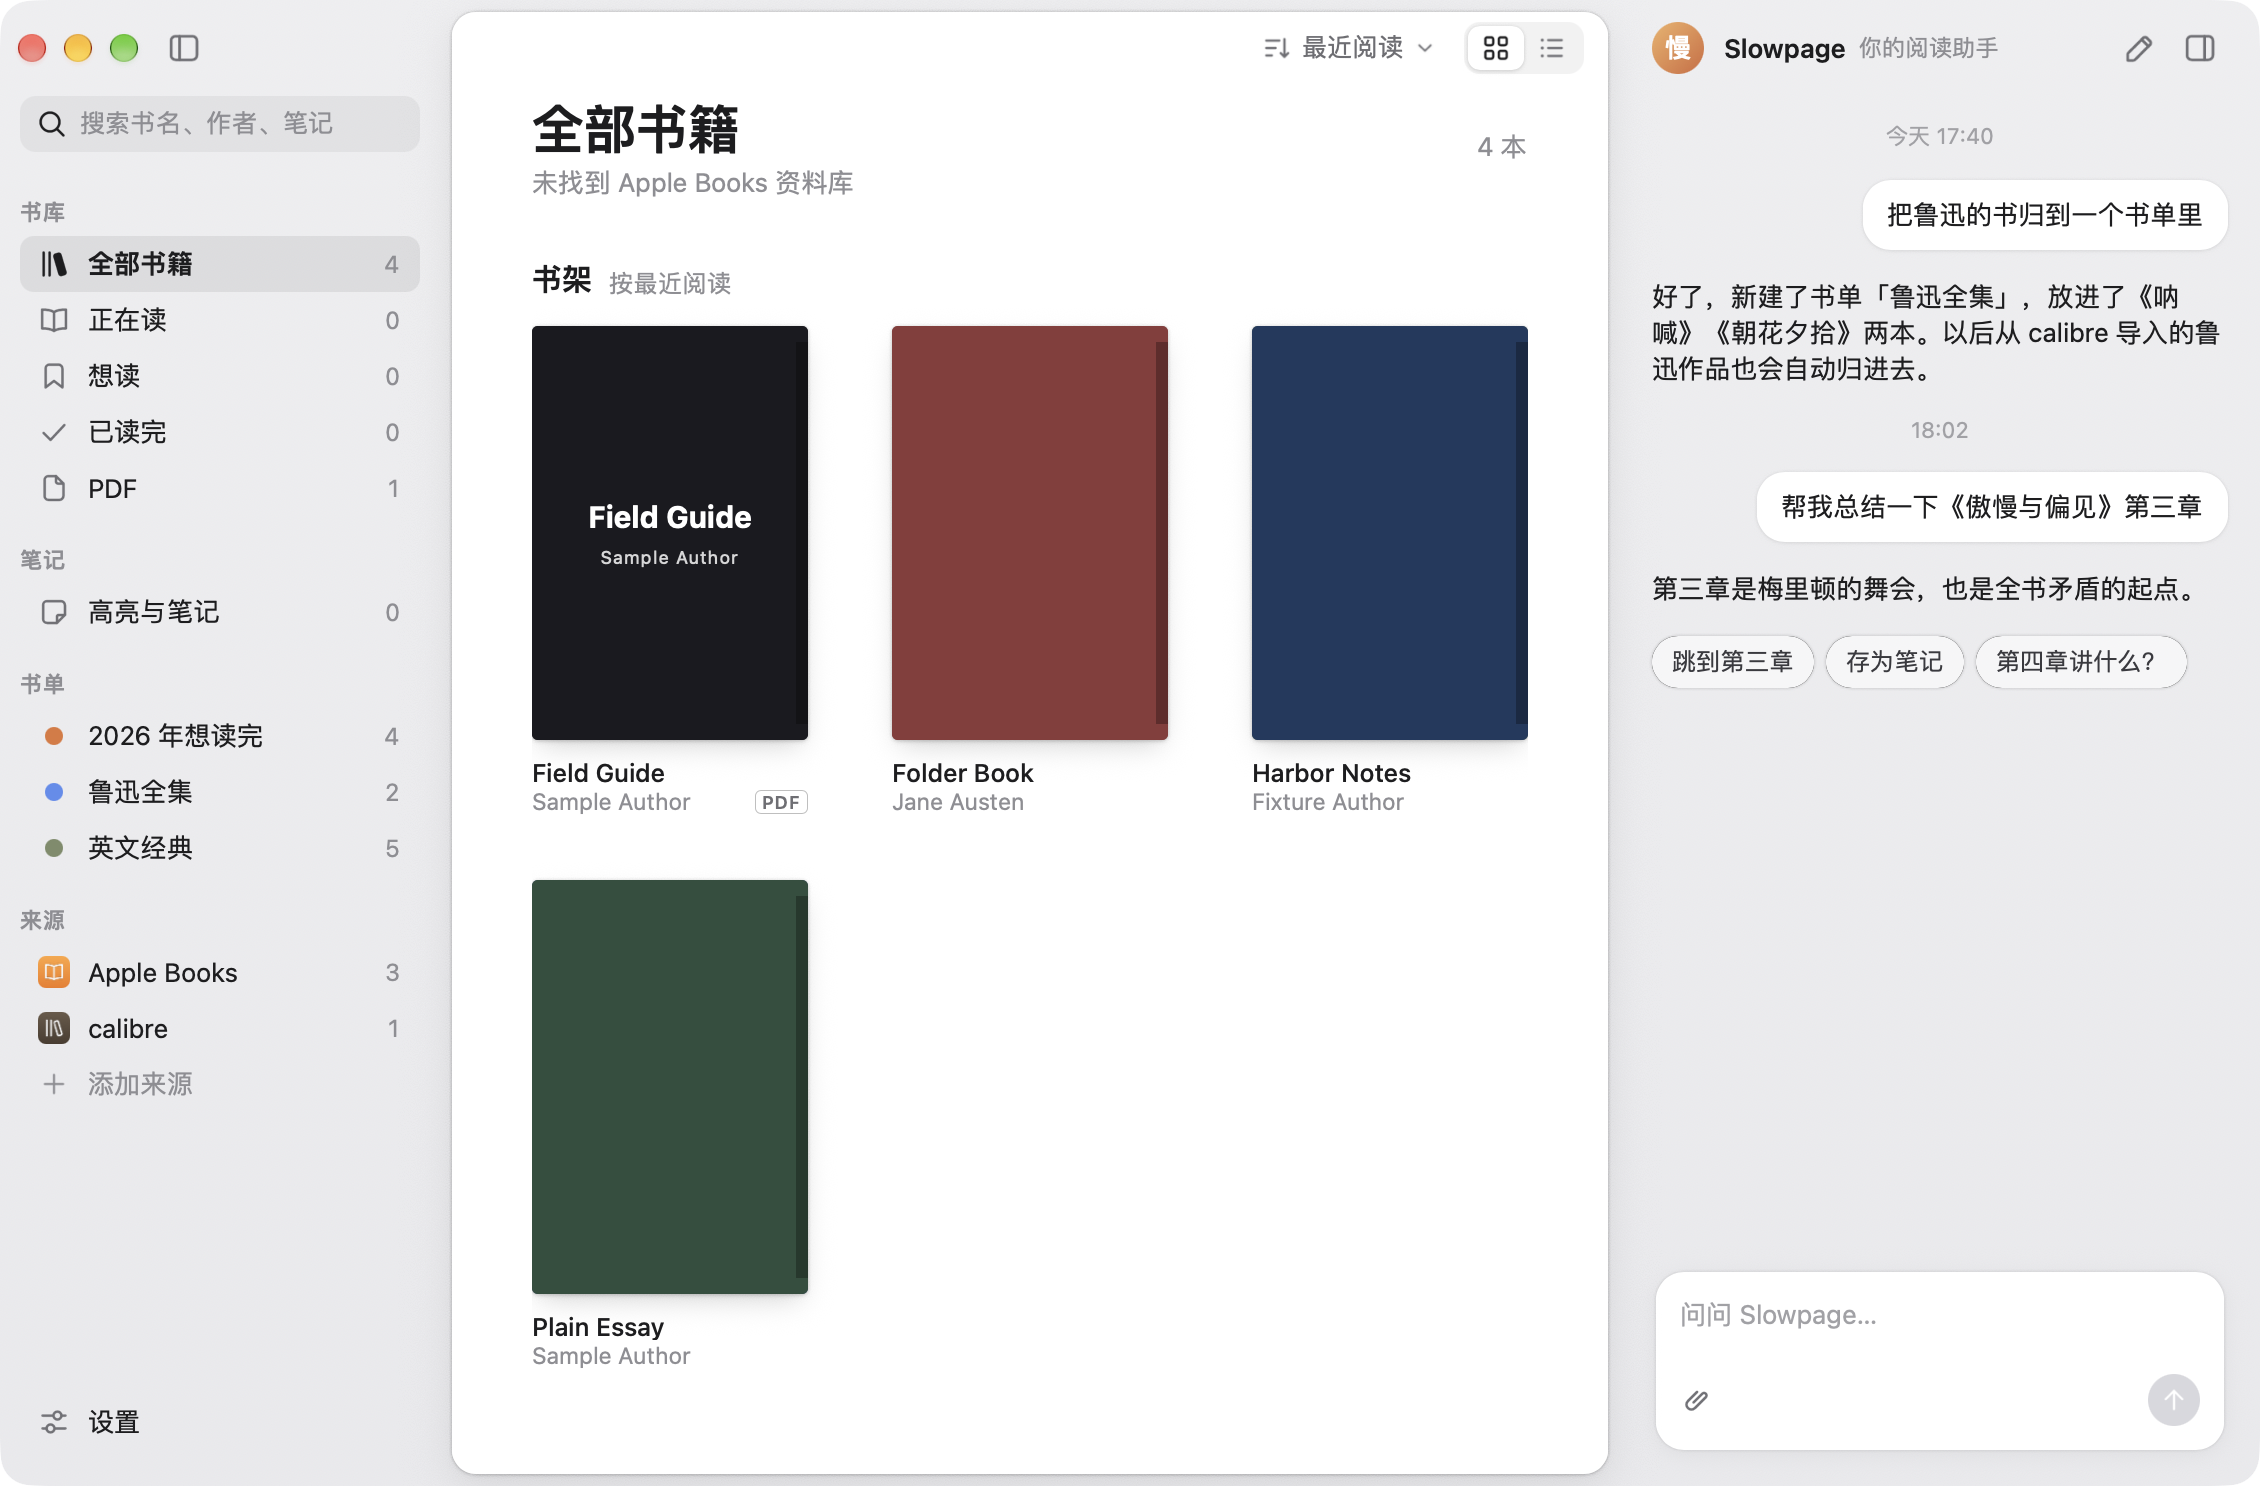 搜索书名、作者、笔记
书库
全部书籍 4
正在读 0
想读 0
已读完 0
PDF 1
笔记
高亮与笔记 0
书单
2026 年想读完 4
鲁迅全集 2
英文经典 5
来源
Apple Books 3
calibre 1
添加来源
设置
最近阅读
全部书籍
4 本
未找到 Apple Books 资料库
书架 按最近阅读
Field Guide
Sample Author
Field Guide
Sample Author PDF
Folder Book
Jane Austen
Harbor Notes
Fixture Author
Plain Essay
Sample Author
慢 Slowpage 你的阅读助手
今天 17:40
把鲁迅的书归到一个书单里
好了，新建了书单「鲁迅全集」，放进了《呐
喊》《朝花夕拾》两本。以后从 calibre 导入的鲁
迅作品也会自动归进去。
18:02
帮我总结一下《傲慢与偏见》第三章
第三章是梅里顿的舞会，也是全书矛盾的起点。
跳到第三章 存为笔记 第四章讲什么？
问问 Slowpage...